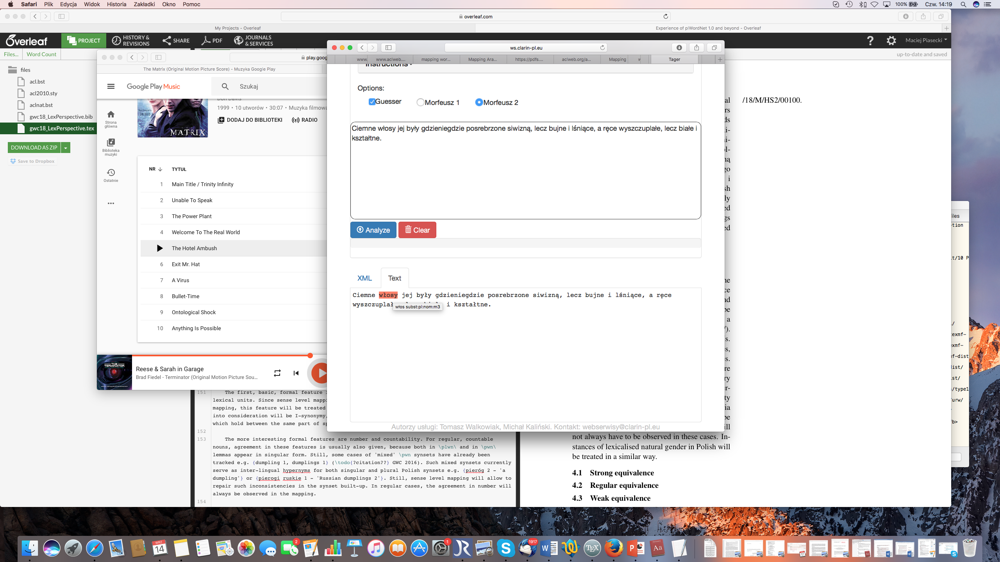 Safari Plik Edycja Widok Historia Zakładki Okno Pomoc 100% Czw. 14:19
overleaf.com
My Projects - Overleaf Experience of plWordNet 1.0 and beyond - Overleaf
Overleaf PROJECT HISTORY & REVISIONS SHARE PDF JOURNALS & SERVICES Maciej Piasecki
Files... Word Count up-to-date and saved
files
acl.bst
acl2010.sty
aclnat.bst
gwc18_LexPerspective.bib
gwc18_LexPerspective.tex
DOWNLOAD AS ZIP
Save to Dropbox
The Matrix (Original Motion Picture Score) - Muzyka Google Play
Google Play Music Szukaj
Strona główna
Biblioteka muzyki
Ostatnie
MATRIX
1999 • 10 utworów • 30:07 • Muzyka filmowa
DODAJ DO BIBLIOTEKI RADIO
NR TYTUŁ
1 Main Title / Trinity Infinity
2 Unable To Speak
3 The Power Plant
4 Welcome To The Real World
The Hotel Ambush
6 Exit Mr. Hat
7 A Virus
8 Bullet-Time
9 Ontological Shock
10 Anything Is Possible
Reese & Sarah in Garage
Brad Fiedel - Terminator (Original Motion Picture Sou...
ws.clarin-pl.eu
www. www.aclweb.... mapping wor... Mapping Ara... https://pdfs.... aclweb.org/a... Mapping Tager
Instructions
Options:
Guesser Morfeusz 1 Morfeusz 2
Ciemne włosy jej były gdzieniegdzie posrebrzone siwizną, lecz bujne i lśniące, a ręce wyszczuplałe, lecz białe i
kształtne.
Analyze Clear
XML Text
Ciemne włosy jej były gdzieniegdzie posrebrzone siwizną, lecz bujne i lśniące, a ręce
i kształtne.
włos subst:pl:nom:m3
Autorzy usługi: Tomasz Walkowiak, Michał Kaliński. Kontakt: webserwisy@clarin-pl.eu
/18/M/HS2/00100.
151 The first, basic, formal feature
lexical units. Since sense level
mapping, this feature will be treated
into consideration will be I-synonymy,
which hold between the same part of
152
153 The more interesting formal features are number and countability. For regular, countable
nouns, agreement in these features is usually also given, because both in \plwn\ and in \pwn\
lemmas appear in singular form. Still, some cases of 'mixed' \pwn synsets have already been
tracked e.g. {dumpling 1, dumplings 1} (\todo{?citation??} GWC 2016). Such mixed synsets currently
serve as inter-lingual hypernyms for both singular and plural Polish synsets e.g. {pieróg 2 - 'a
dumpling'} or {pierogi ruskie 1 - 'Russian dumplings 2'}. Still, sense level mapping will allow to
repair such inconsistencies in the synset built-up. In regular cases, the agreement in number will
always be observed in the mapping.
154
not always have to be observed in these cases. In-
stances of lexicalised natural gender in Polish will
be treated in a similar way.
4.1 Strong equivalence
4.2 Regular equivalence
4.3 Weak equivalence
WRZ 14 2 1 1917